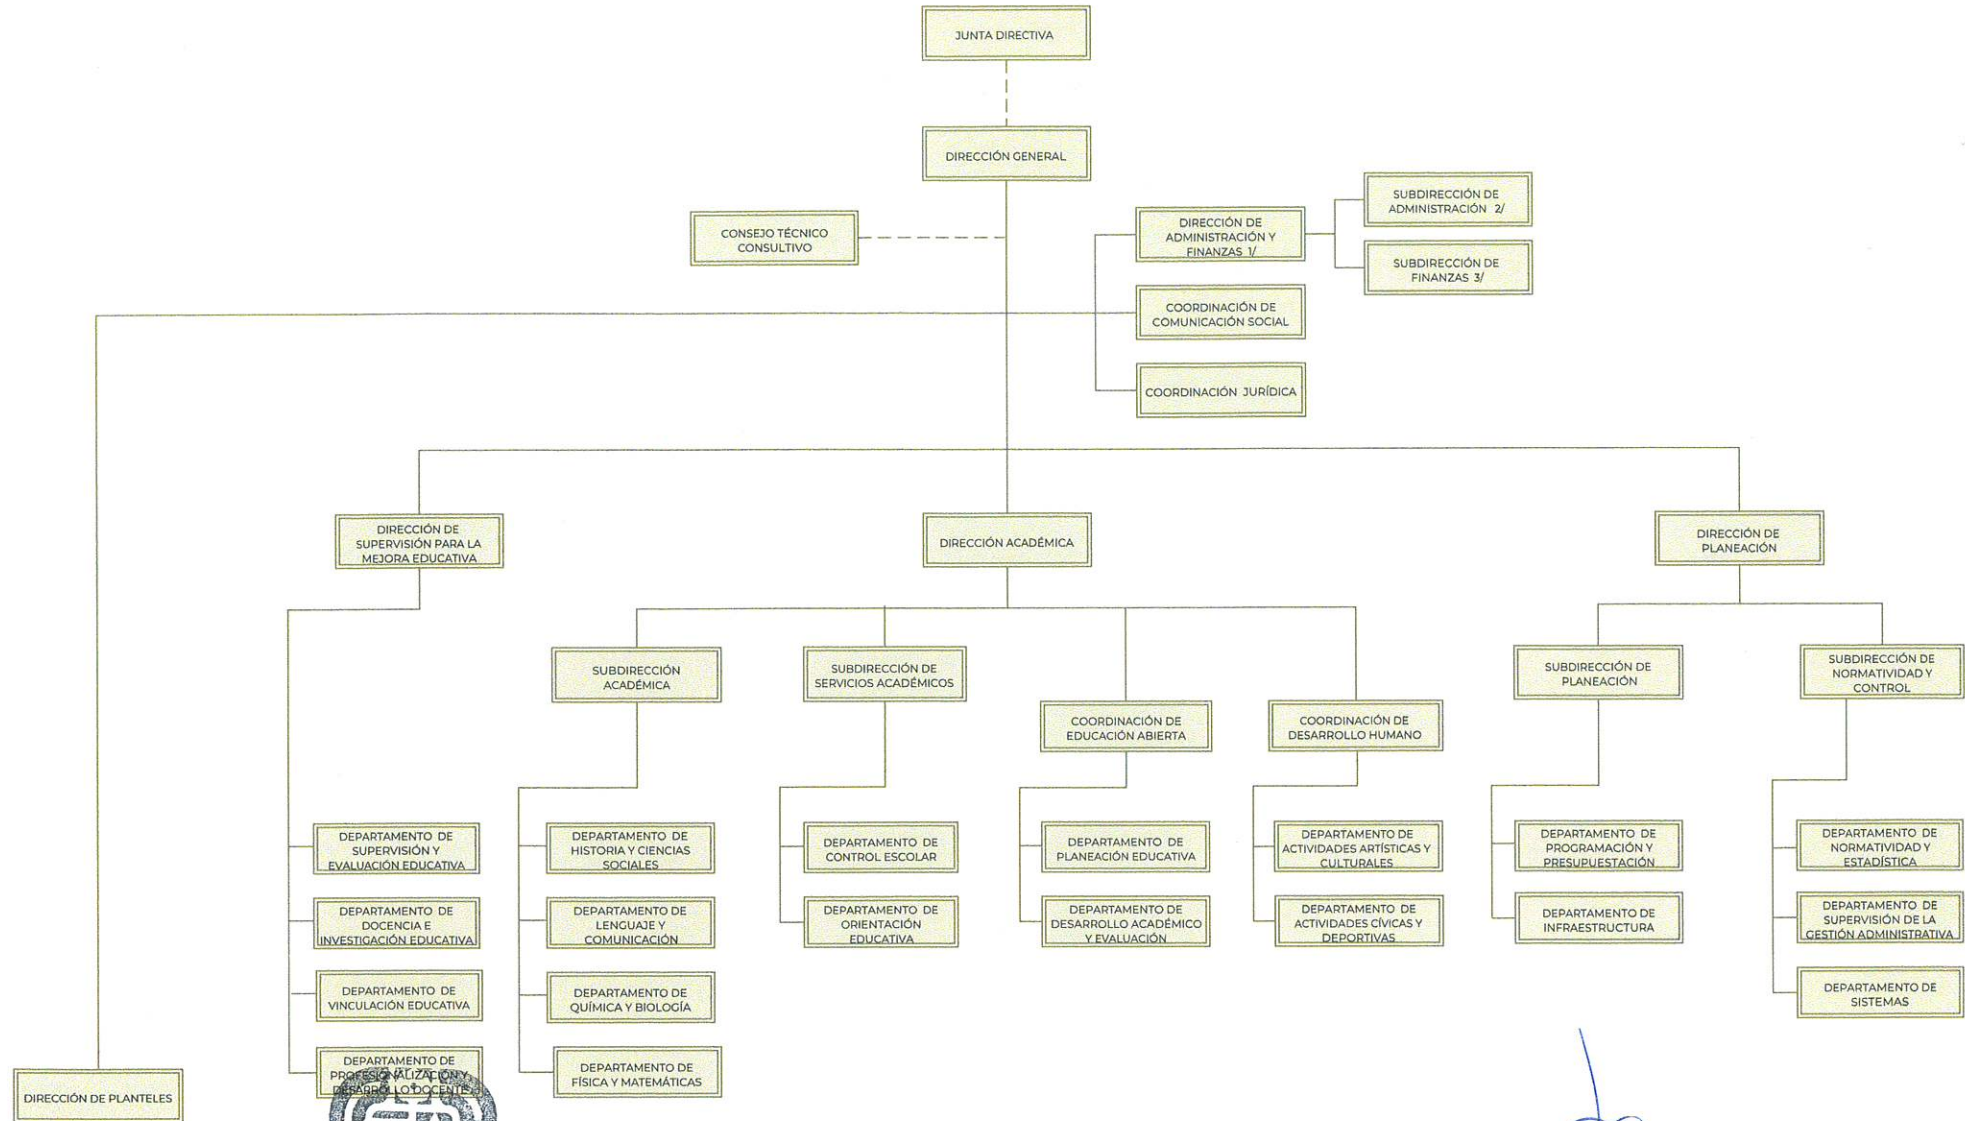 JUNTA DIRECTIVA
DIRECCIÓN GENERAL
CONSEJO TÉCNICO
CONSULTIVO
DIRECCIÓN DE
ADMINISTRACIÓN Y
FINANZAS 1/
SUBDIRECCIÓN DE
ADMINISTRACIÓN 2/
SUBDIRECCIÓN DE
FINANZAS 3/
COORDINACIÓN DE
COMUNICACIÓN SOCIAL
COORDINACIÓN JURÍDICA
DIRECCIÓN DE
SUPERVISIÓN PARA LA
MEJORA EDUCATIVA
DIRECCIÓN ACADÉMICA
DIRECCIÓN DE
PLANEACIÓN
SUBDIRECCIÓN
ACADÉMICA
SUBDIRECCIÓN DE
SERVICIOS ACADÉMICOS
COORDINACIÓN DE
EDUCACIÓN ABIERTA
COORDINACIÓN DE
DESARROLLO HUMANO
SUBDIRECCIÓN DE
PLANEACIÓN
SUBDIRECCIÓN DE
NORMATIVIDAD Y
CONTROL
DEPARTAMENTO DE
SUPERVISIÓN Y
EVALUACIÓN EDUCATIVA
DEPARTAMENTO DE
HISTORIA Y CIENCIAS
SOCIALES
DEPARTAMENTO DE
CONTROL ESCOLAR
DEPARTAMENTO DE
PLANEACIÓN EDUCATIVA
DEPARTAMENTO DE
ACTIVIDADES ARTÍSTICAS Y
CULTURALES
DEPARTAMENTO DE
PROGRAMACIÓN Y
PRESUPUESTACIÓN
DEPARTAMENTO DE
NORMATIVIDAD Y
ESTADÍSTICA
DEPARTAMENTO DE
DOCENCIA E
INVESTIGACIÓN EDUCATIVA
DEPARTAMENTO DE
LENGUAJE Y
COMUNICACIÓN
DEPARTAMENTO DE
ORIENTACIÓN
EDUCATIVA
DEPARTAMENTO DE
DESARROLLO ACADÉMICO
Y EVALUACIÓN
DEPARTAMENTO DE
ACTIVIDADES CÍVICAS Y
DEPORTIVAS
DEPARTAMENTO DE
INFRAESTRUCTURA
DEPARTAMENTO DE
SUPERVISIÓN DE LA
GESTIÓN ADMINISTRATIVA
DEPARTAMENTO DE
VINCULACIÓN EDUCATIVA
DEPARTAMENTO DE
QUÍMICA Y BIOLOGÍA
DEPARTAMENTO DE
SISTEMAS
DEPARTAMENTO DE
PROFESIONALIZACIÓN Y
DESARROLLO DOCENTE
DEPARTAMENTO DE
FÍSICA Y MATEMÁTICAS
DIRECCIÓN DE PLANTELES